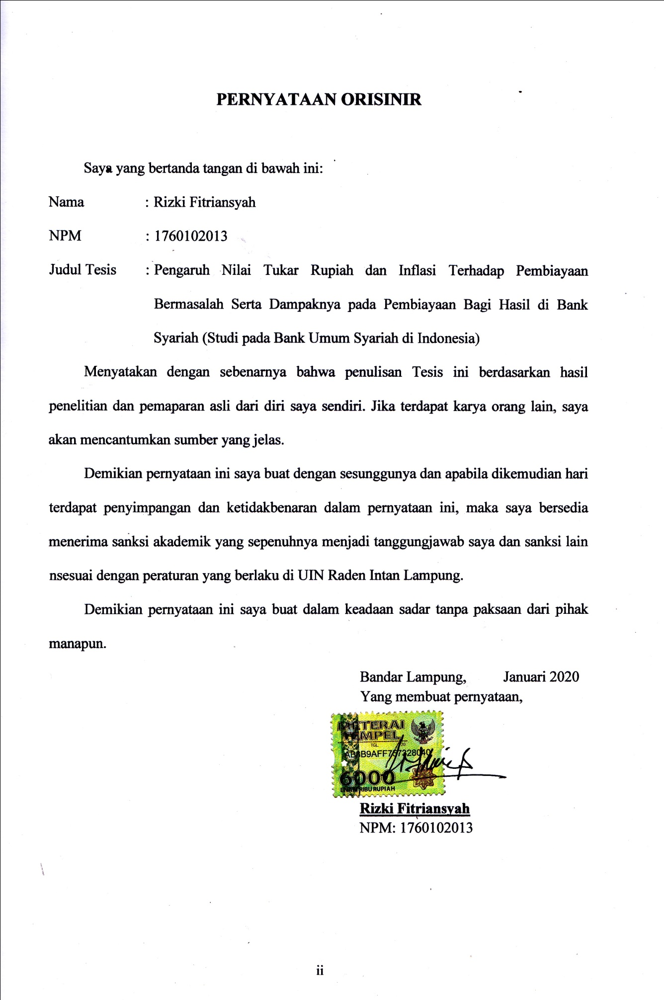 PERNYATAAN ORISINIR
Saya yang bertanda tangan di bawah ini:
Nama : Rizki Fitriansyah
NPM : 1760102013
Judul Tesis : Pengaruh Nilai Tukar Rupiah dan Inflasi Terhadap Pembiayaan
Bermasalah Serta Dampaknya pada Pembiayaan Bagi Hasil di Bank
Syariah (Studi pada Bank Umum Syariah di Indonesia)
Menyatakan dengan sebenarnya bahwa penulisan Tesis ini berdasarkan hasil
penelitian dan pemaparan asli dari diri saya sendiri. Jika terdapat karya orang lain, saya
akan mencantumkan sumber yang jelas.
Demikian pernyataan ini saya buat dengan sesunggunya dan apabila dikemudian hari
terdapat penyimpangan dan ketidakbenaran dalam pernyataan ini, maka saya bersedia
menerima sanksi akademik yang sepenuhnya menjadi tanggungjawab saya dan sanksi lain
nsesuai dengan peraturan yang berlaku di UIN Raden Intan Lampung.
Demikian pernyataan ini saya buat dalam keadaan sadar tanpa paksaan dari pihak
manapun.
Bandar Lampung, Januari 2020
Yang membuat pernyataan,
METERAI
TEMPEL
TGL 20
6000
ENAM RIBU RUPIAH
Rizki Fitriansyah
NPM: 1760102013
ii